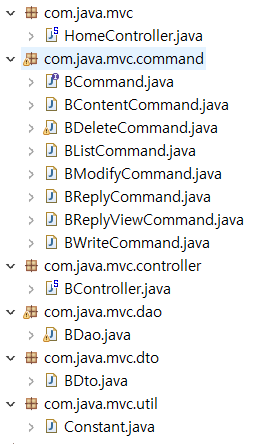 com.java.mvc
HomeController.java
com.java.mvc.command
BCommand.java
BContentCommand.java
BDeleteCommand.java
BListCommand.java
BModifyCommand.java
BReplyCommand.java
BReplyViewCommand.java
BWriteCommand.java
com.java.mvc.controller
BController.java
com.java.mvc.dao
BDao.java
com.java.mvc.dto
BDto.java
com.java.mvc.util
Constant.java